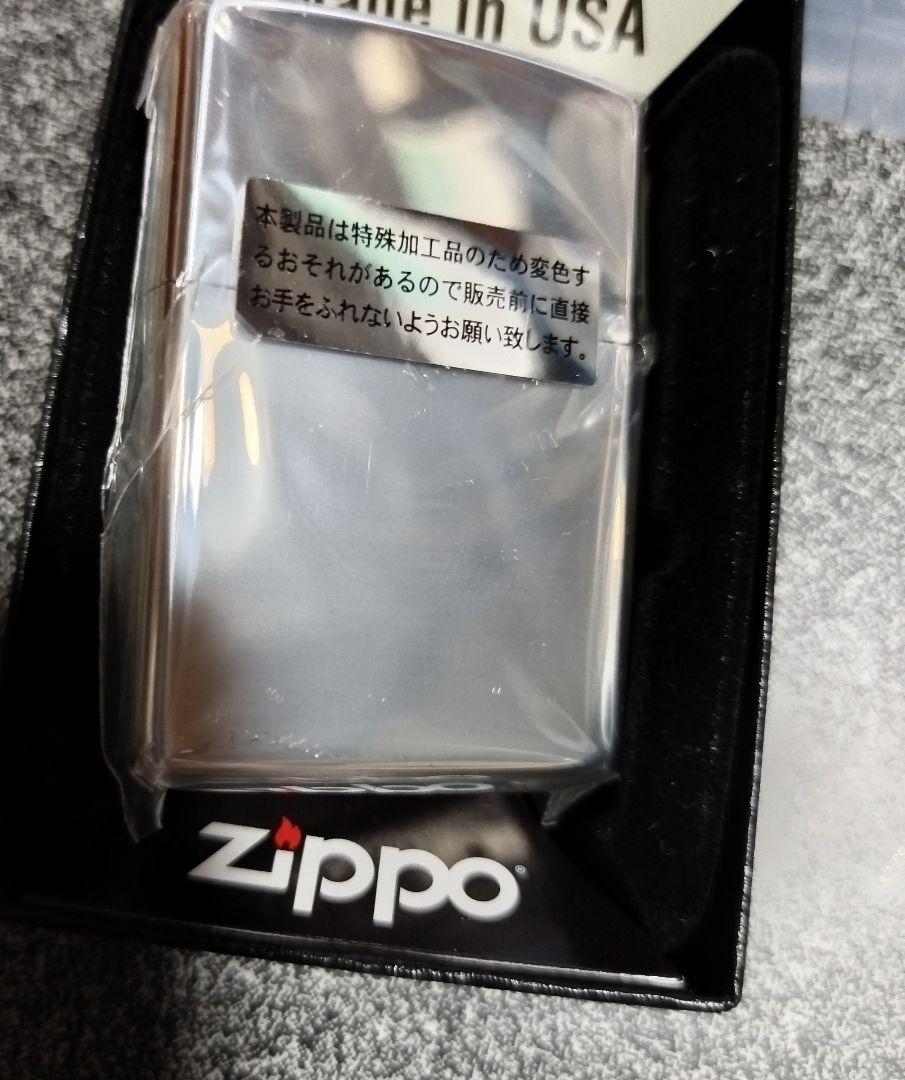 Made in USA
本製品は特殊加工品のため変色す
るおそれがあるので販売前に直接
お手をふれないようお願い致します。
zippo®